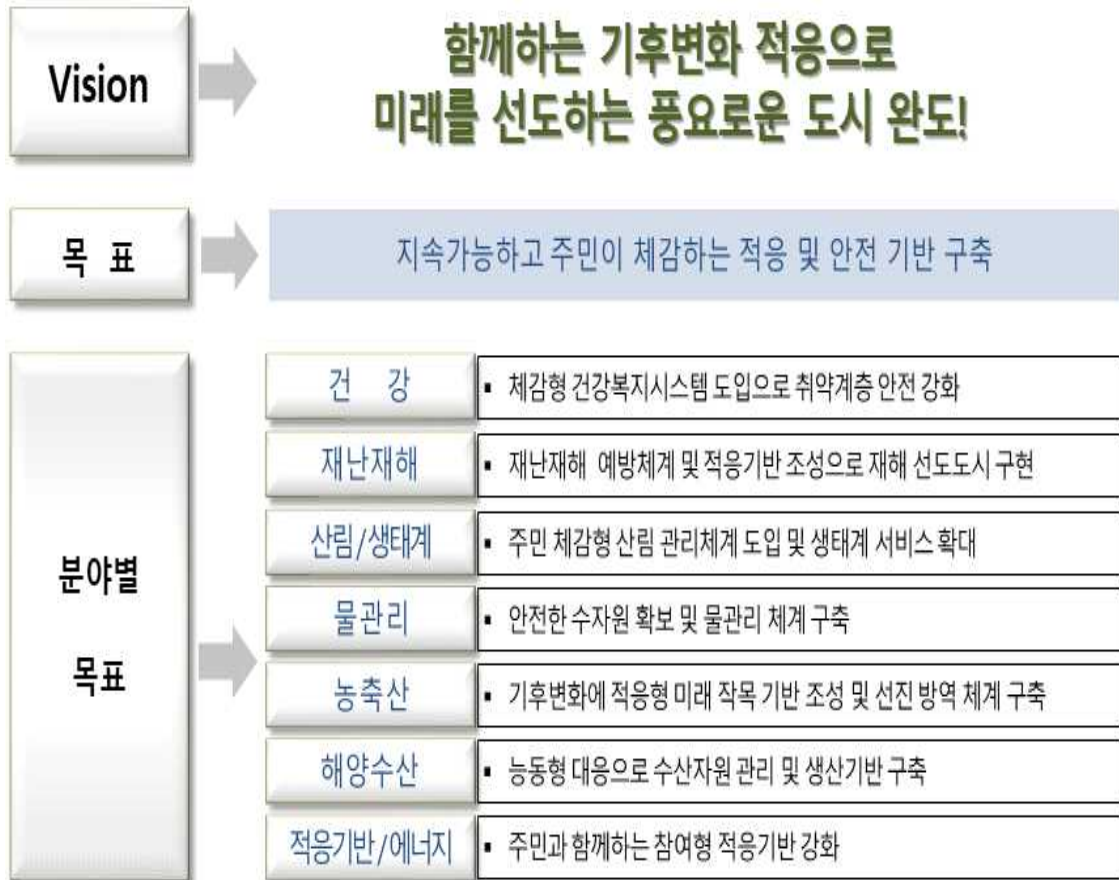 Vision
함께하는 기후변화 적응으로
미래를 선도하는 풍요로운 도시 완도!
목 표
지속가능하고 주민이 체감하는 적응 및 안전 기반 구축
분야별
목표
건 강
▪ 체감형 건강복지시스템 도입으로 취약계층 안전 강화
재난재해
▪ 재난재해 예방체계 및 적응기반 조성으로 재해 선도도시 구현
산림/생태계
▪ 주민 체감형 산림 관리체계 도입 및 생태계 서비스 확대
물관리
▪ 안전한 수자원 확보 및 물관리 체계 구축
농축산
▪ 기후변화에 적응형 미래 작목 기반 조성 및 선진 방역 체계 구축
해양수산
▪ 능동형 대응으로 수산자원 관리 및 생산기반 구축
적응기반/에너지
▪ 주민과 함께하는 참여형 적응기반 강화